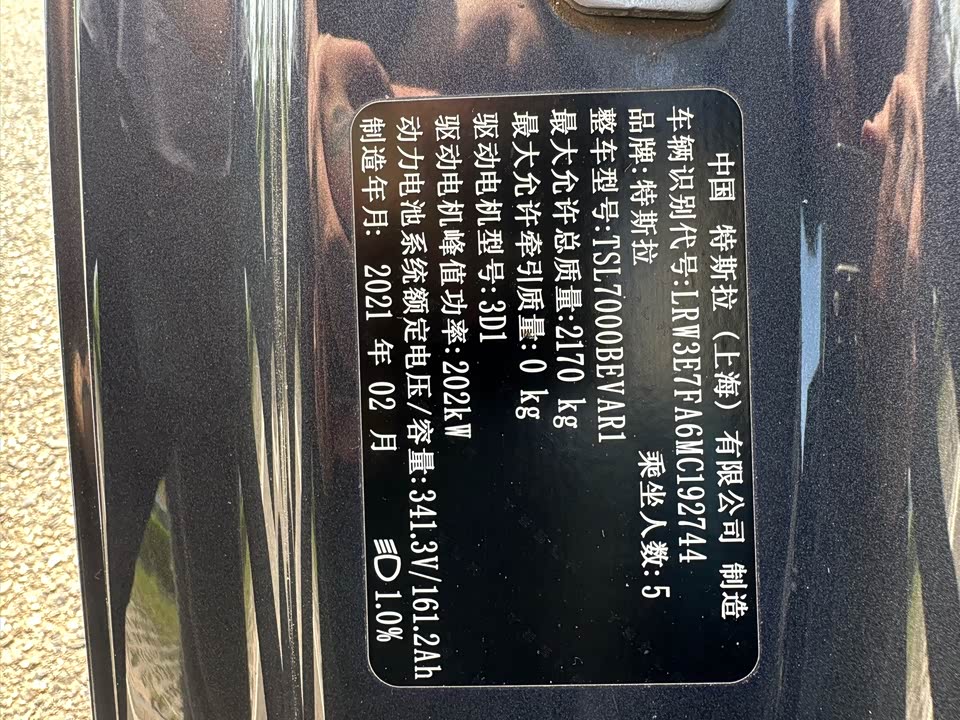 中国 特斯拉（上海）有限公司 制造
车辆识别代号:LRW3E7FA6MC192744
品牌:特斯拉 乘坐人数:5
整车型号:TSL7000BEVAR1
最大允许总质量:2170 kg
最大允许牵引质量:0 kg
驱动电机型号:3D1
驱动电机峰值功率:202kW
动力电池系统额定电压/容量:341.3V/161.2Ah
制造年月: 2021 年 02 月 1.0%